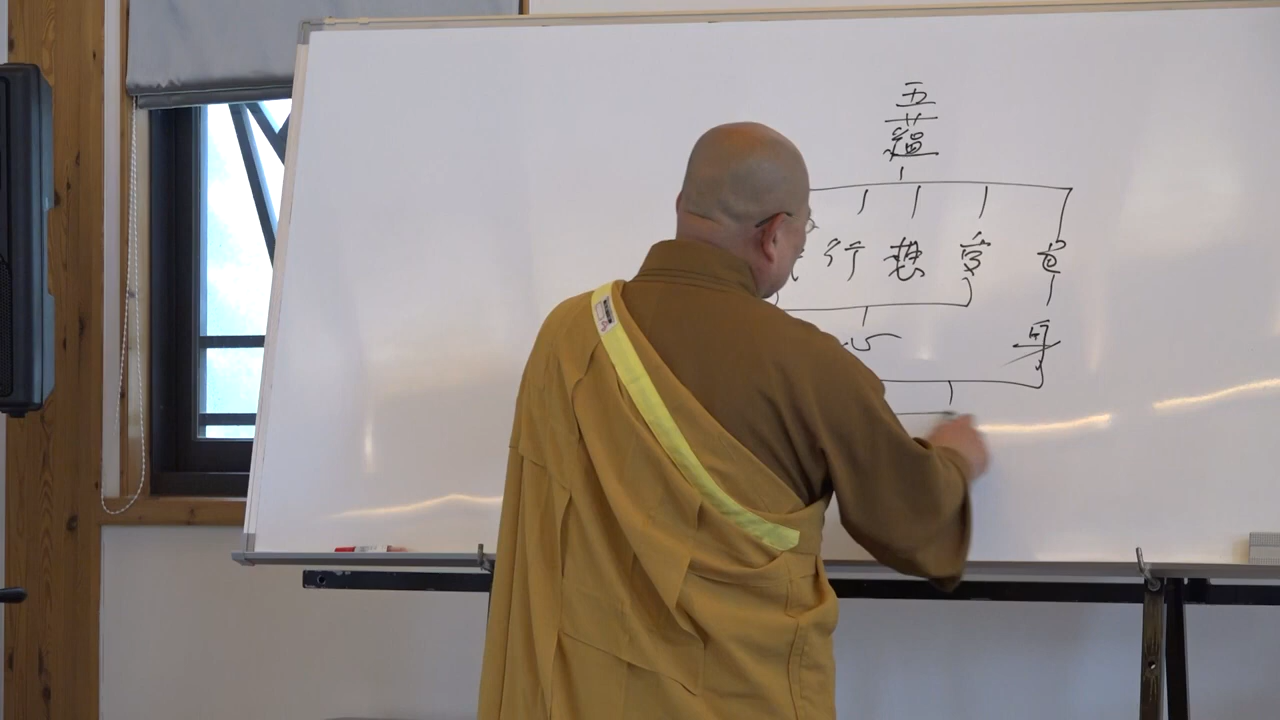 五
蘊
行 想 受 色
心 身